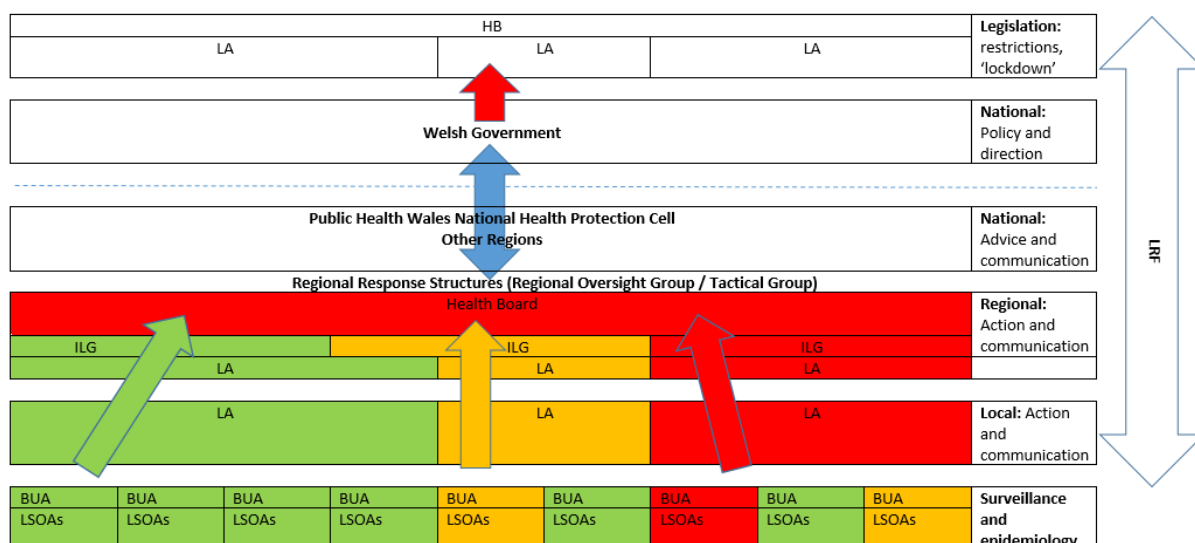 HB
Legislation:
restrictions,
‘lockdown’
LA LA LA
Welsh Government
National:
Policy and
direction
Public Health Wales National Health Protection Cell
Other Regions
National:
Advice and
communication
LRF
Regional Response Structures (Regional Oversight Group / Tactical Group)
Health Board
Regional:
Action and
communication
ILG ILG ILG
LA LA LA
LA LA LA
Local: Action
and
communication
BUA BUA BUA BUA BUA BUA BUA BUA BUA
LSOAs LSOAs LSOAs LSOAs LSOAs LSOAs LSOAs LSOAs LSOAs
Surveillance
and
epidemiology